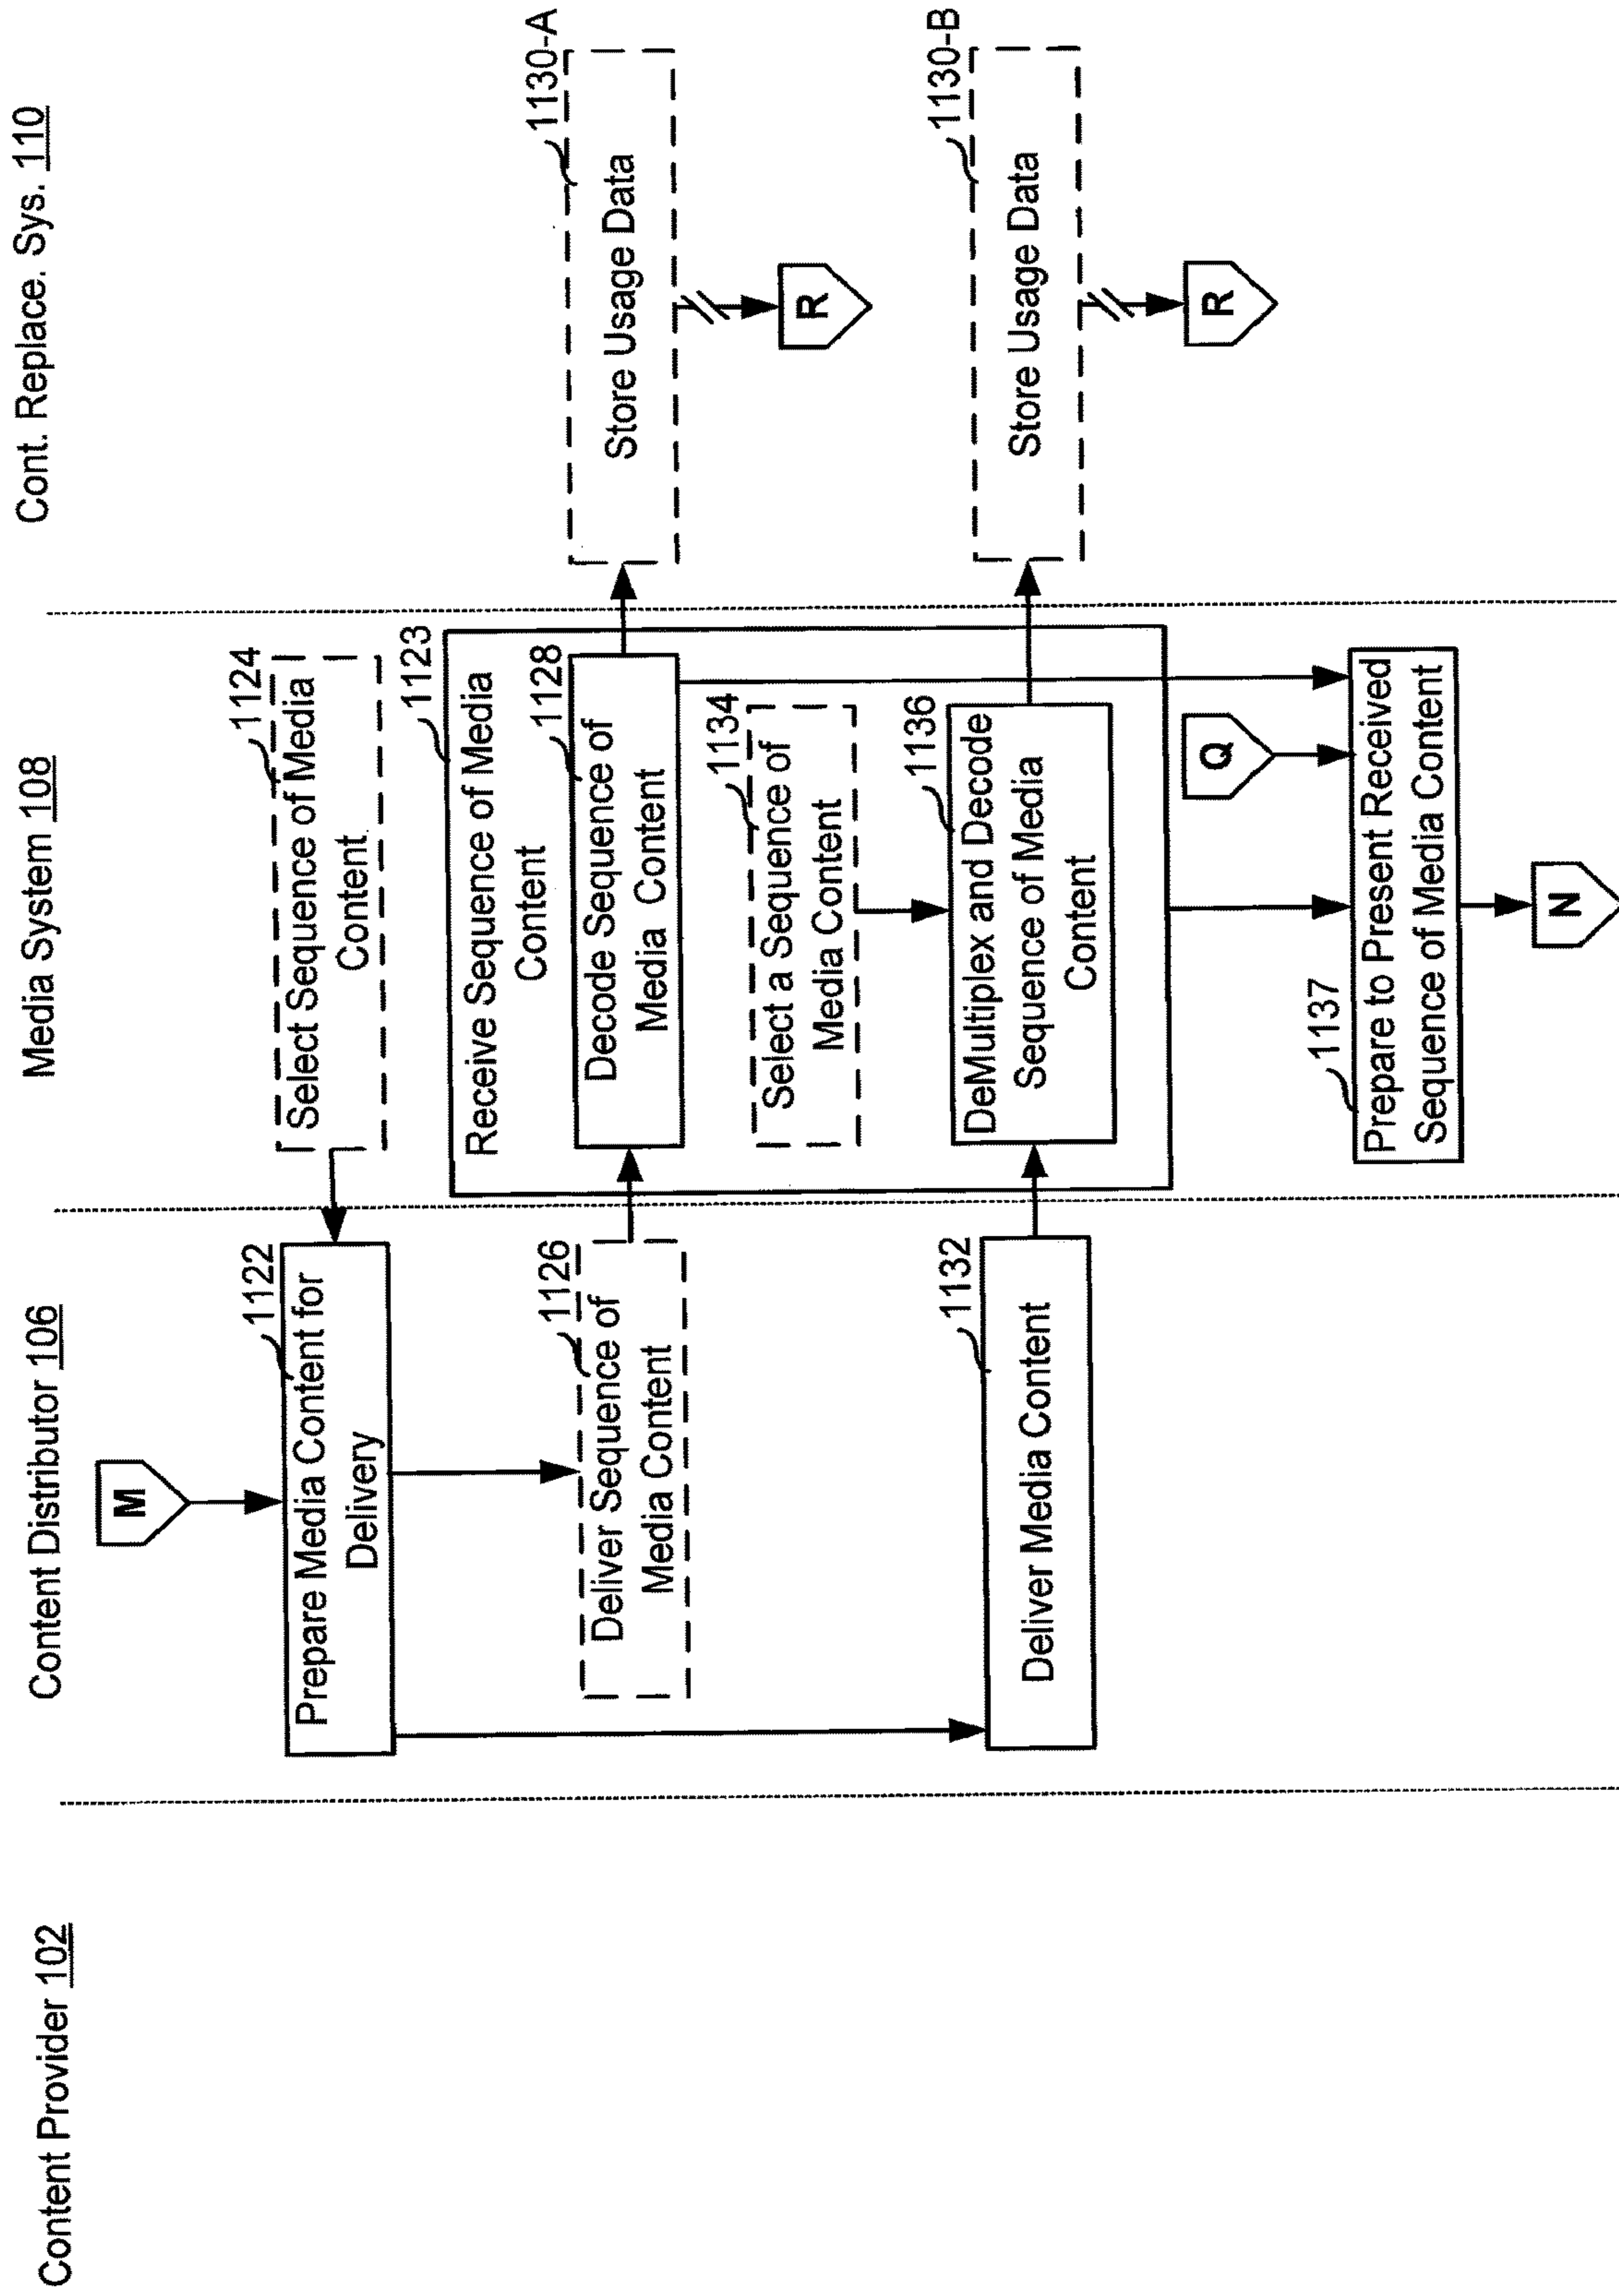 Content Provider 102
Content Distributor 106
Media System 108
Cont. Replace. Sys. 110
M
1122
Prepare Media Content for
Delivery
1124
Select Sequence of Media
Content
1123
Receive Sequence of Media
Content
1126
Deliver Sequence of
Media Content
1128
Decode Sequence of
Media Content
1130-A
Store Usage Data
R
1134
Select a Sequence of
Media Content
1132
Deliver Media Content
1136
DeMultiplex and Decode
Sequence of Media
Content
1130-B
Store Usage Data
R
Q
1137
Prepare to Present Received
Sequence of Media Content
N